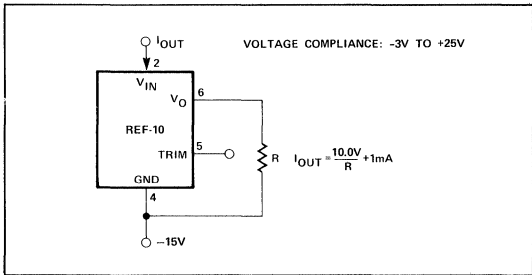 I_OUT
VOLTAGE COMPLIANCE: -3V TO +25V
2
V_IN
V_O
6
REF-10
TRIM
5
R
I_OUT = 10.0V/R +1mA
GND
4
-15V